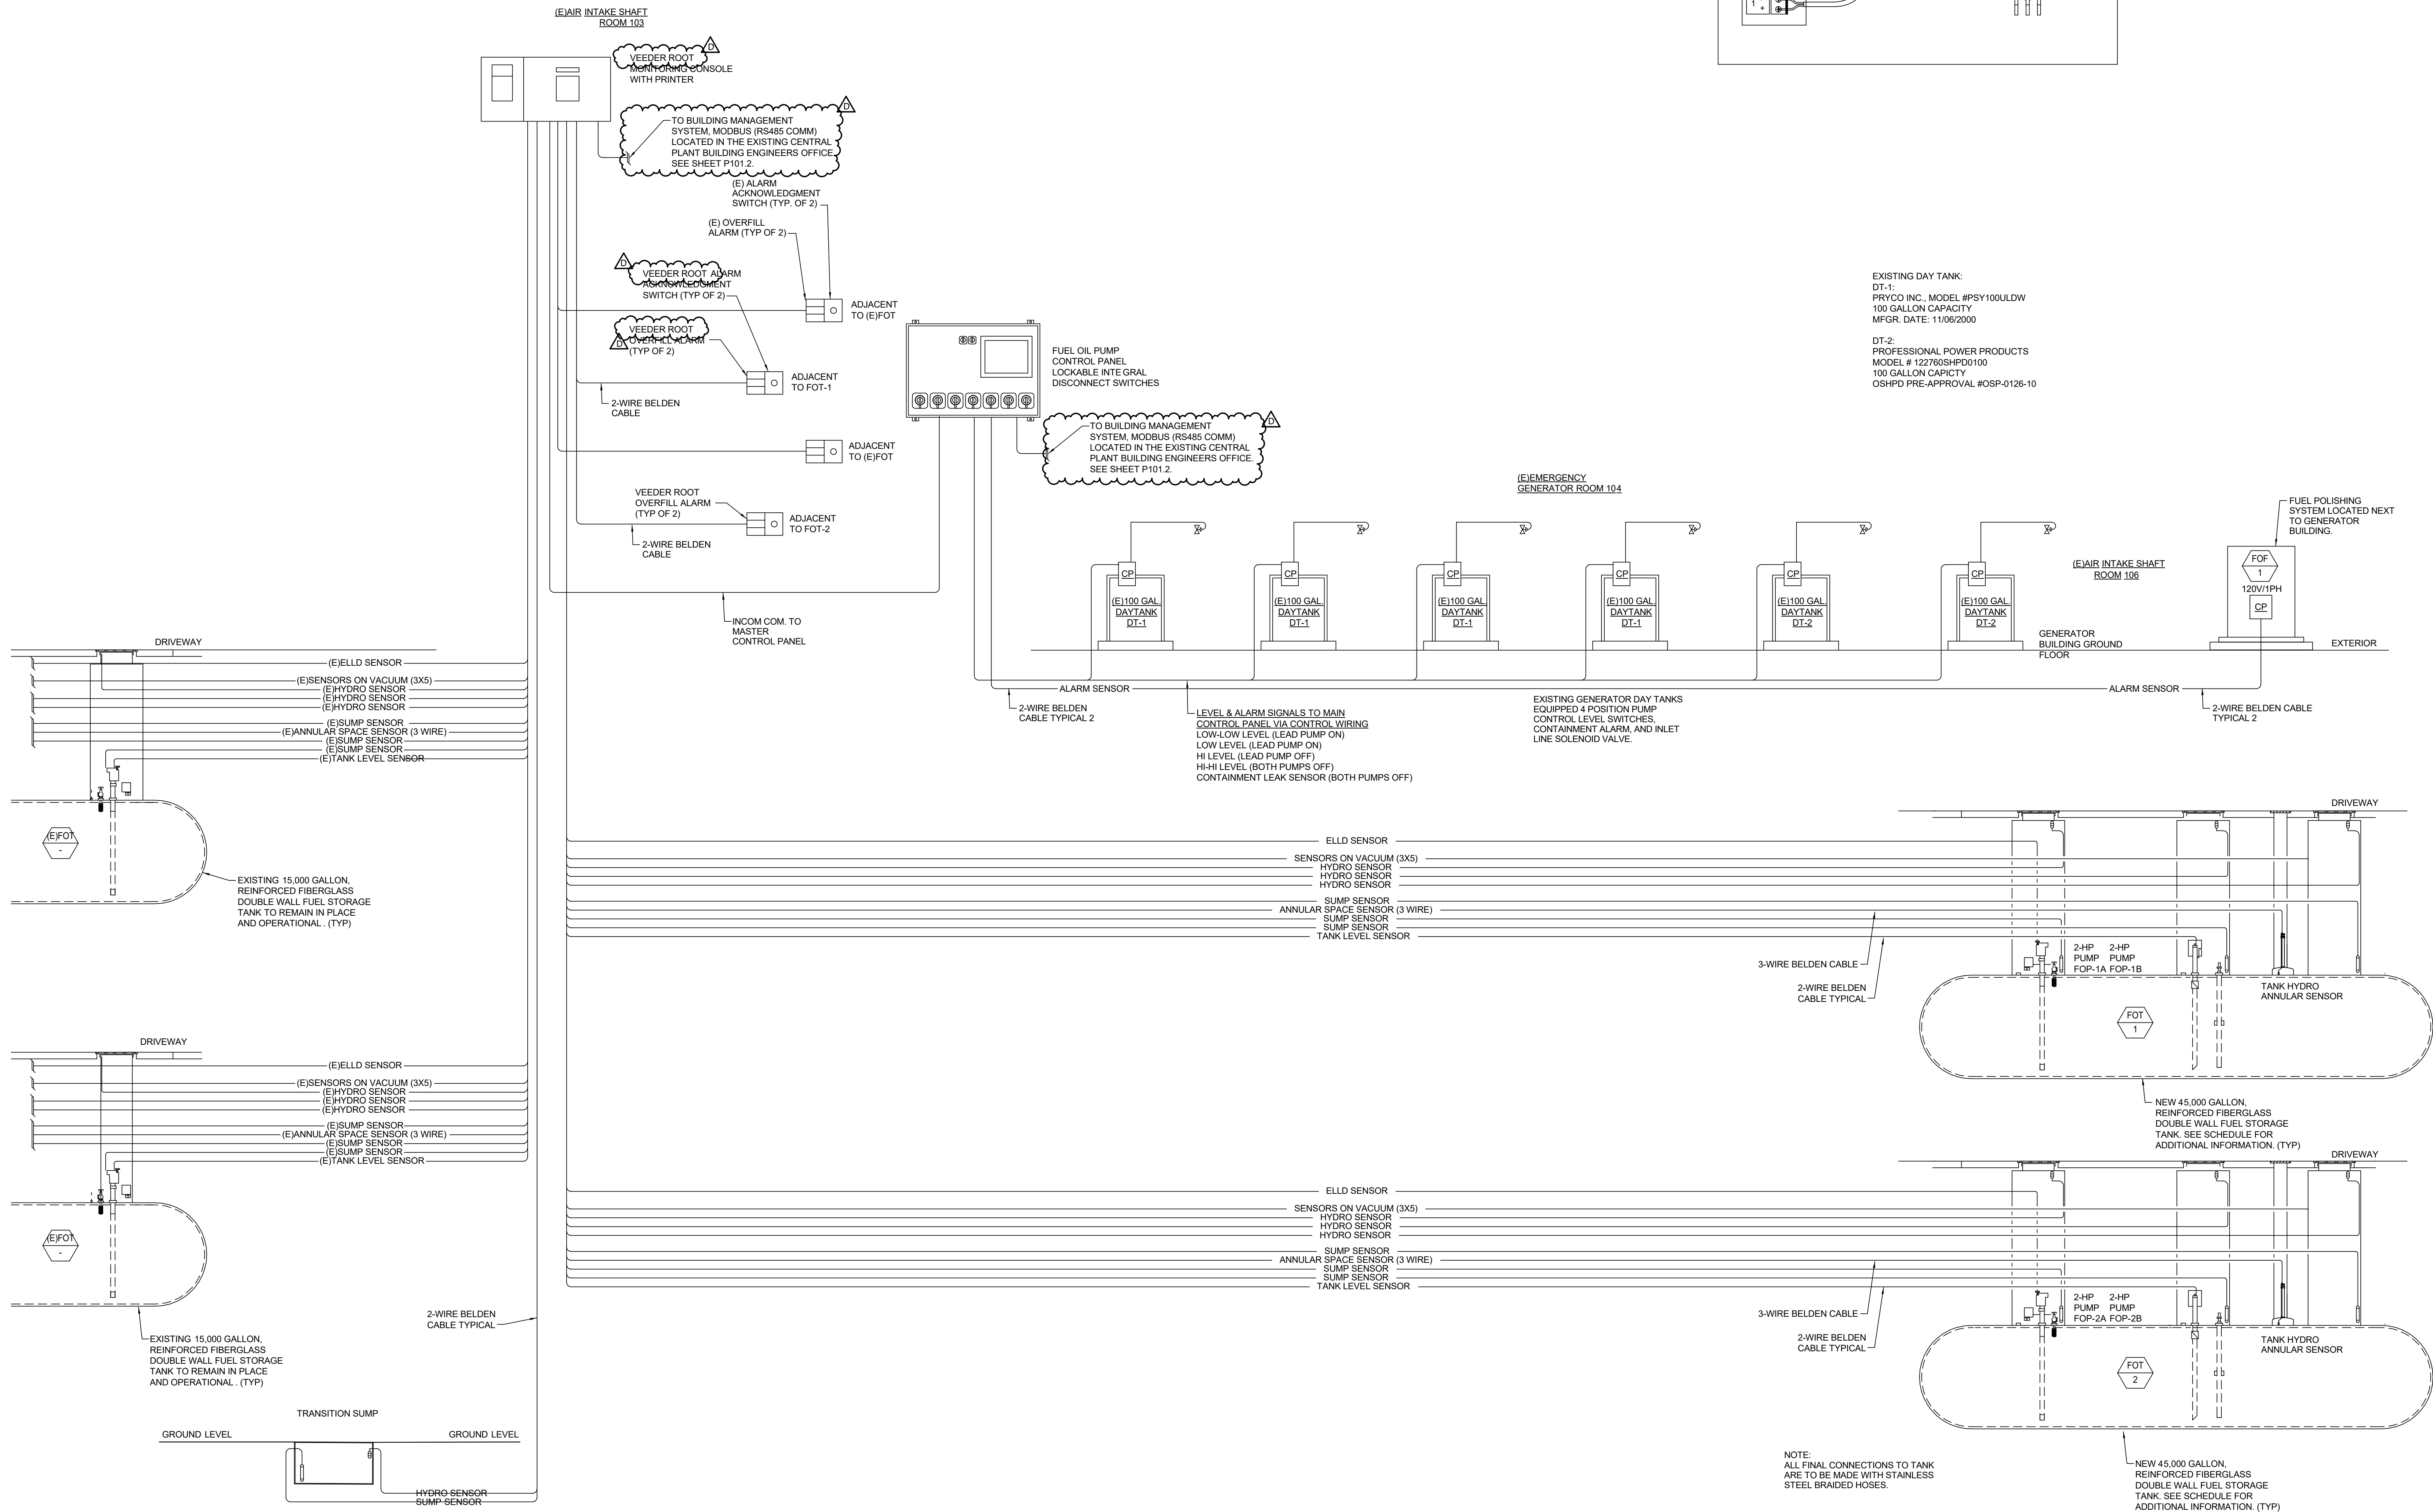 (E)AIR INTAKE SHAFT
ROOM 103
1
+
D
VEEDER ROOT
MONITORING CONSOLE
WITH PRINTER
D
TO BUILDING MANAGEMENT
SYSTEM, MODBUS (RS485 COMM)
LOCATED IN THE EXISTING CENTRAL
PLANT BUILDING ENGINEERS OFFICE.
SEE SHEET P101.2.
(E) ALARM
ACKNOWLEDGMENT
SWITCH (TYP. OF 2)
(E) OVERFILL
ALARM (TYP OF 2)
D
VEEDER ROOT ALARM
ACKNOWLEDGMENT
SWITCH (TYP OF 2)
ADJACENT
TO (E)FOT
VEEDER ROOT
OVERFILL ALARM
(TYP OF 2)
D
ADJACENT
TO FOT-1
2-WIRE BELDEN
CABLE
ADJACENT
TO (E)FOT
VEEDER ROOT
OVERFILL ALARM
(TYP OF 2)
ADJACENT
TO FOT-2
2-WIRE BELDEN
CABLE
INCOM COM. TO
MASTER
CONTROL PANEL
FUEL OIL PUMP
CONTROL PANEL
LOCKABLE INTEGRAL
DISCONNECT SWITCHES
D
TO BUILDING MANAGEMENT
SYSTEM, MODBUS (RS485 COMM)
LOCATED IN THE EXISTING CENTRAL
PLANT BUILDING ENGINEERS OFFICE.
SEE SHEET P101.2.
EXISTING DAY TANK:
DT-1:
PRYCO INC., MODEL #PSY100ULDW
100 GALLON CAPACITY
MFGR. DATE: 11/06/2000
DT-2:
PROFESSIONAL POWER PRODUCTS
MODEL # 122760SHPD0100
100 GALLON CAPICTY
OSHPD PRE-APPROVAL #OSP-0126-10
(E)EMERGENCY
GENERATOR ROOM 104
CP
(E)100 GAL.
DAYTANK
DT-1
CP
(E)100 GAL.
DAYTANK
DT-1
CP
(E)100 GAL.
DAYTANK
DT-1
CP
(E)100 GAL.
DAYTANK
DT-1
CP
(E)100 GAL.
DAYTANK
DT-2
CP
(E)100 GAL.
DAYTANK
DT-2
(E)AIR INTAKE SHAFT
ROOM 106
FUEL POLISHING
SYSTEM LOCATED NEXT
TO GENERATOR
BUILDING.
FOF
1
120V/1PH
CP
GENERATOR
BUILDING GROUND
FLOOR
EXTERIOR
ALARM SENSOR
ALARM SENSOR
2-WIRE BELDEN
CABLE TYPICAL 2
LEVEL & ALARM SIGNALS TO MAIN
CONTROL PANEL VIA CONTROL WIRING
LOW-LOW LEVEL (LEAD PUMP ON)
LOW LEVEL (LEAD PUMP ON)
HI LEVEL (LEAD PUMP OFF)
HI-HI LEVEL (BOTH PUMPS OFF)
CONTAINMENT LEAK SENSOR (BOTH PUMPS OFF)
EXISTING GENERATOR DAY TANKS
EQUIPPED 4 POSITION PUMP
CONTROL LEVEL SWITCHES,
CONTAINMENT ALARM, AND INLET
LINE SOLENOID VALVE.
2-WIRE BELDEN CABLE
TYPICAL 2
DRIVEWAY
(E)ELLD SENSOR
(E)SENSORS ON VACUUM (3X5)
(E)HYDRO SENSOR
(E)HYDRO SENSOR
(E)HYDRO SENSOR
(E)SUMP SENSOR
(E)ANNULAR SPACE SENSOR (3 WIRE)
(E)SUMP SENSOR
(E)SUMP SENSOR
(E)TANK LEVEL SENSOR
(E)FOT
-
EXISTING 15,000 GALLON,
REINFORCED FIBERGLASS
DOUBLE WALL FUEL STORAGE
TANK TO REMAIN IN PLACE
AND OPERATIONAL . (TYP)
DRIVEWAY
ELLD SENSOR
SENSORS ON VACUUM (3X5)
HYDRO SENSOR
HYDRO SENSOR
HYDRO SENSOR
SUMP SENSOR
ANNULAR SPACE SENSOR (3 WIRE)
SUMP SENSOR
SUMP SENSOR
TANK LEVEL SENSOR
3-WIRE BELDEN CABLE
2-WIRE BELDEN
CABLE TYPICAL
2-HP 2-HP
PUMP PUMP
FOP-1A FOP-1B
TANK HYDRO
ANNULAR SENSOR
FOT
1
NEW 45,000 GALLON,
REINFORCED FIBERGLASS
DOUBLE WALL FUEL STORAGE
TANK. SEE SCHEDULE FOR
ADDITIONAL INFORMATION. (TYP)
DRIVEWAY
(E)ELLD SENSOR
(E)SENSORS ON VACUUM (3X5)
(E)HYDRO SENSOR
(E)HYDRO SENSOR
(E)HYDRO SENSOR
(E)SUMP SENSOR
(E)ANNULAR SPACE SENSOR (3 WIRE)
(E)SUMP SENSOR
(E)SUMP SENSOR
(E)TANK LEVEL SENSOR
(E)FOT
-
EXISTING 15,000 GALLON,
REINFORCED FIBERGLASS
DOUBLE WALL FUEL STORAGE
TANK TO REMAIN IN PLACE
AND OPERATIONAL . (TYP)
2-WIRE BELDEN
CABLE TYPICAL
DRIVEWAY
ELLD SENSOR
SENSORS ON VACUUM (3X5)
HYDRO SENSOR
HYDRO SENSOR
HYDRO SENSOR
SUMP SENSOR
ANNULAR SPACE SENSOR (3 WIRE)
SUMP SENSOR
SUMP SENSOR
TANK LEVEL SENSOR
3-WIRE BELDEN CABLE
2-WIRE BELDEN
CABLE TYPICAL
2-HP 2-HP
PUMP PUMP
FOP-2A FOP-2B
TANK HYDRO
ANNULAR SENSOR
FOT
2
NEW 45,000 GALLON,
REINFORCED FIBERGLASS
DOUBLE WALL FUEL STORAGE
TANK. SEE SCHEDULE FOR
ADDITIONAL INFORMATION. (TYP)
TRANSITION SUMP
GROUND LEVEL
GROUND LEVEL
HYDRO SENSOR
SUMP SENSOR
NOTE:
ALL FINAL CONNECTIONS TO TANK
ARE TO BE MADE WITH STAINLESS
STEEL BRAIDED HOSES.